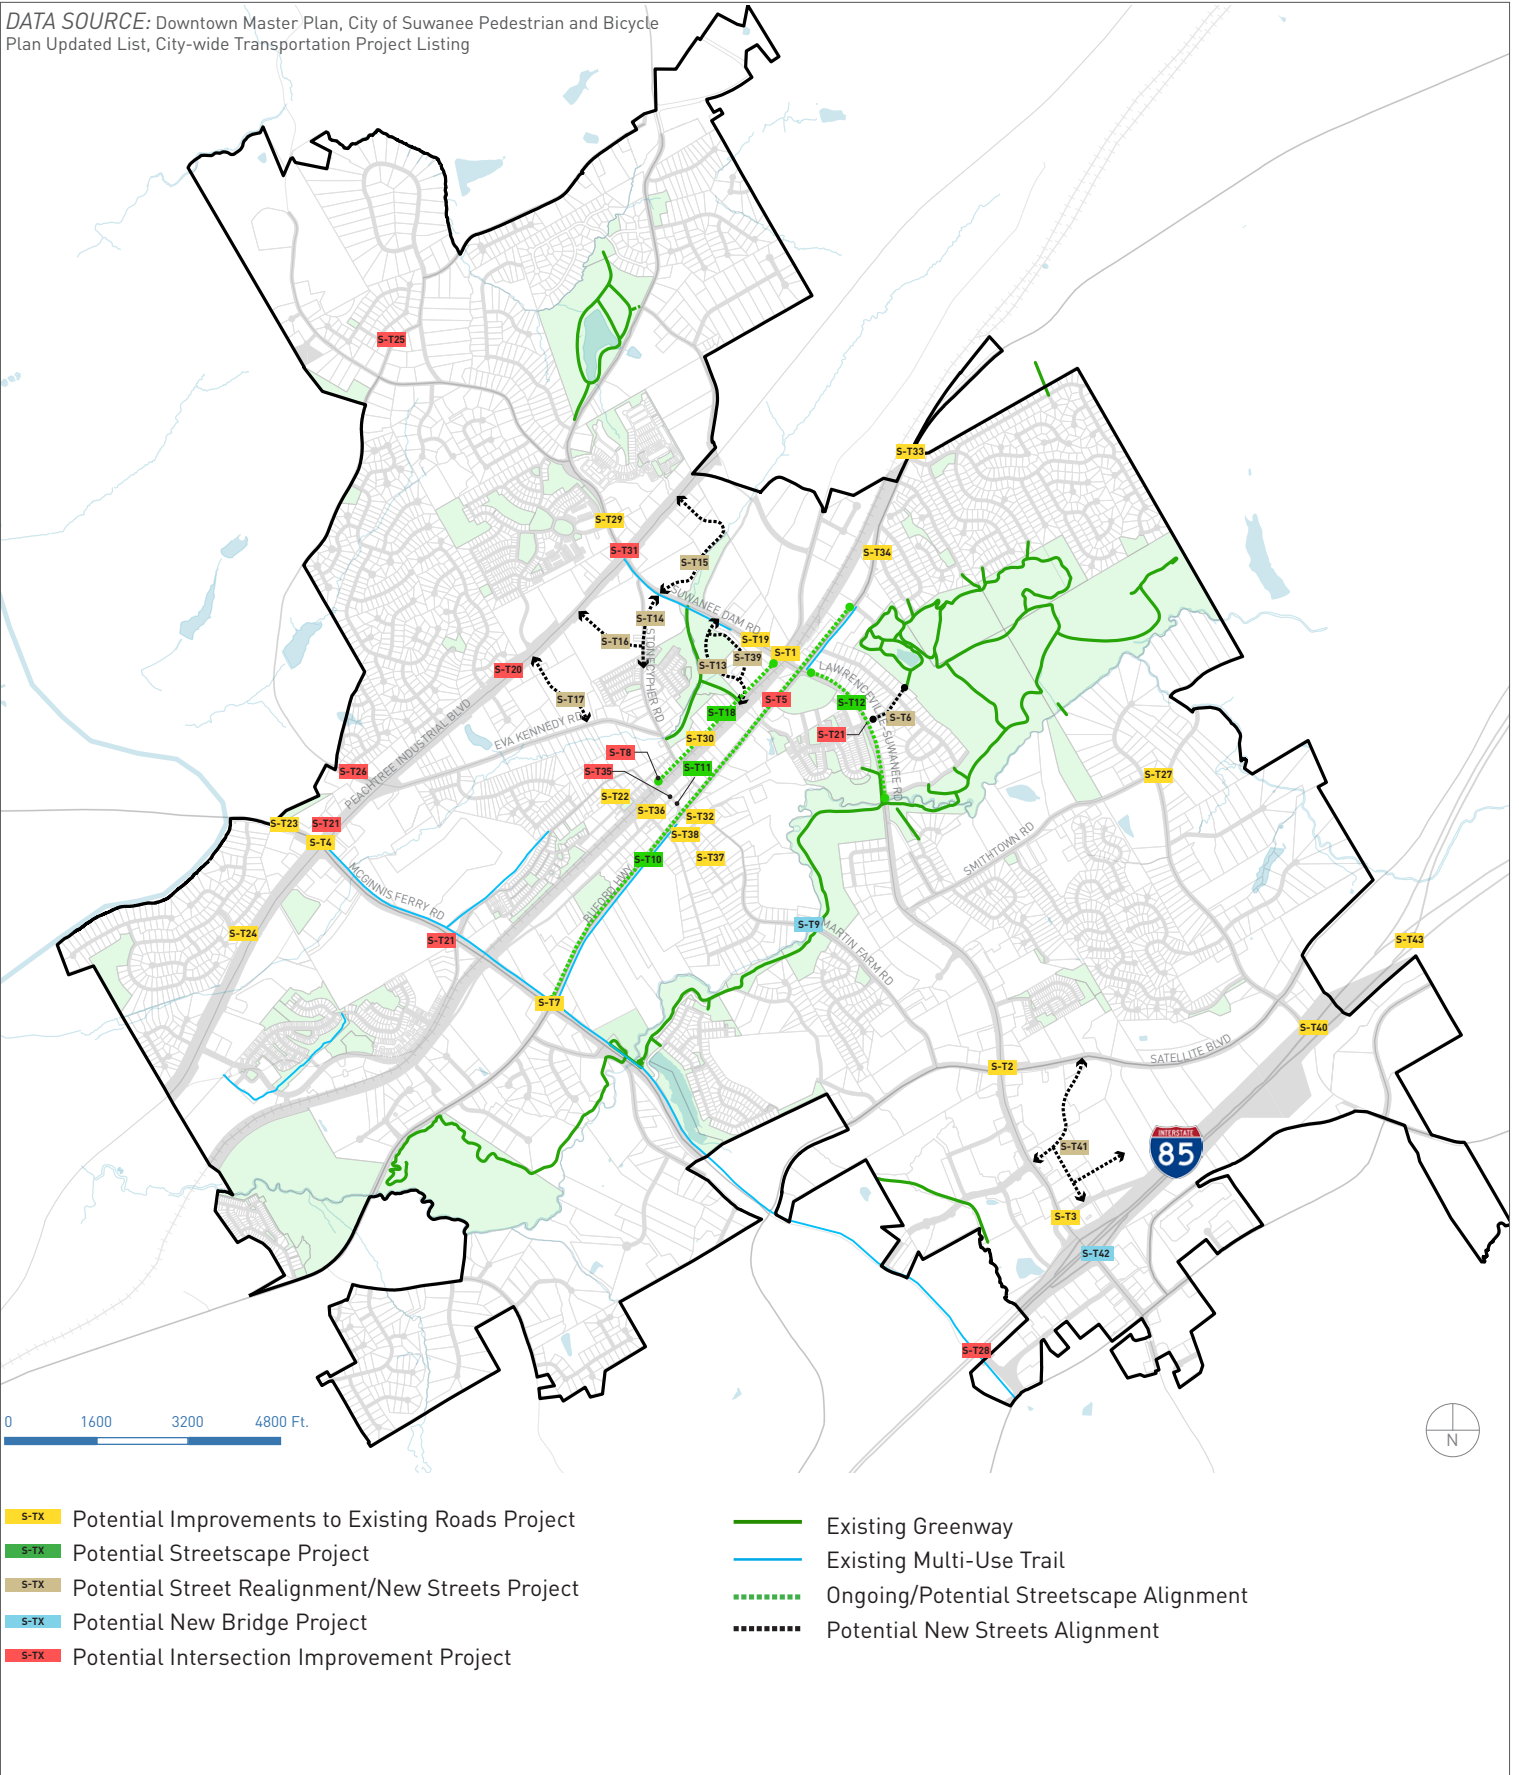 DATA SOURCE: Downtown Master Plan, City of Suwanee Pedestrian and Bicycle
Plan Updated List, City-wide Transportation Project Listing
S-T25
S-T33
S-T29
S-T31
S-T34
S-T15
SUWANEE DAM RD
S-T14
S-T16
STONECYPHER RD
S-T19
S-T1
S-T39
S-T13
LAWRENCEVILLE-SUWANEE RD
S-T20
S-T17
S-T5
S-T12
S-T18
S-T6
S-T21
EVA KENNEDY RD
PEACHTREE INDUSTRIAL BLVD
S-T30
S-T8
S-T11
S-T35
S-T26
S-T27
S-T22
S-T36
S-T32
S-T23
S-T21
S-T38
S-T4
SMITHTOWN RD
S-T10
S-T37
MCGINNIS FERRY RD
BUFORD HWY
S-T9
MARTIN FARM RD
S-T24
S-T21
S-T43
S-T7
S-T40
SATELLITE BLVD
S-T2
S-T41
INTERSTATE
85
S-T3
S-T42
S-T28
0 1600 3200 4800 Ft.
N
S-TX Potential Improvements to Existing Roads Project
S-TX Potential Streetscape Project
S-TX Potential Street Realignment/New Streets Project
S-TX Potential New Bridge Project
S-TX Potential Intersection Improvement Project
Existing Greenway
Existing Multi-Use Trail
Ongoing/Potential Streetscape Alignment
Potential New Streets Alignment